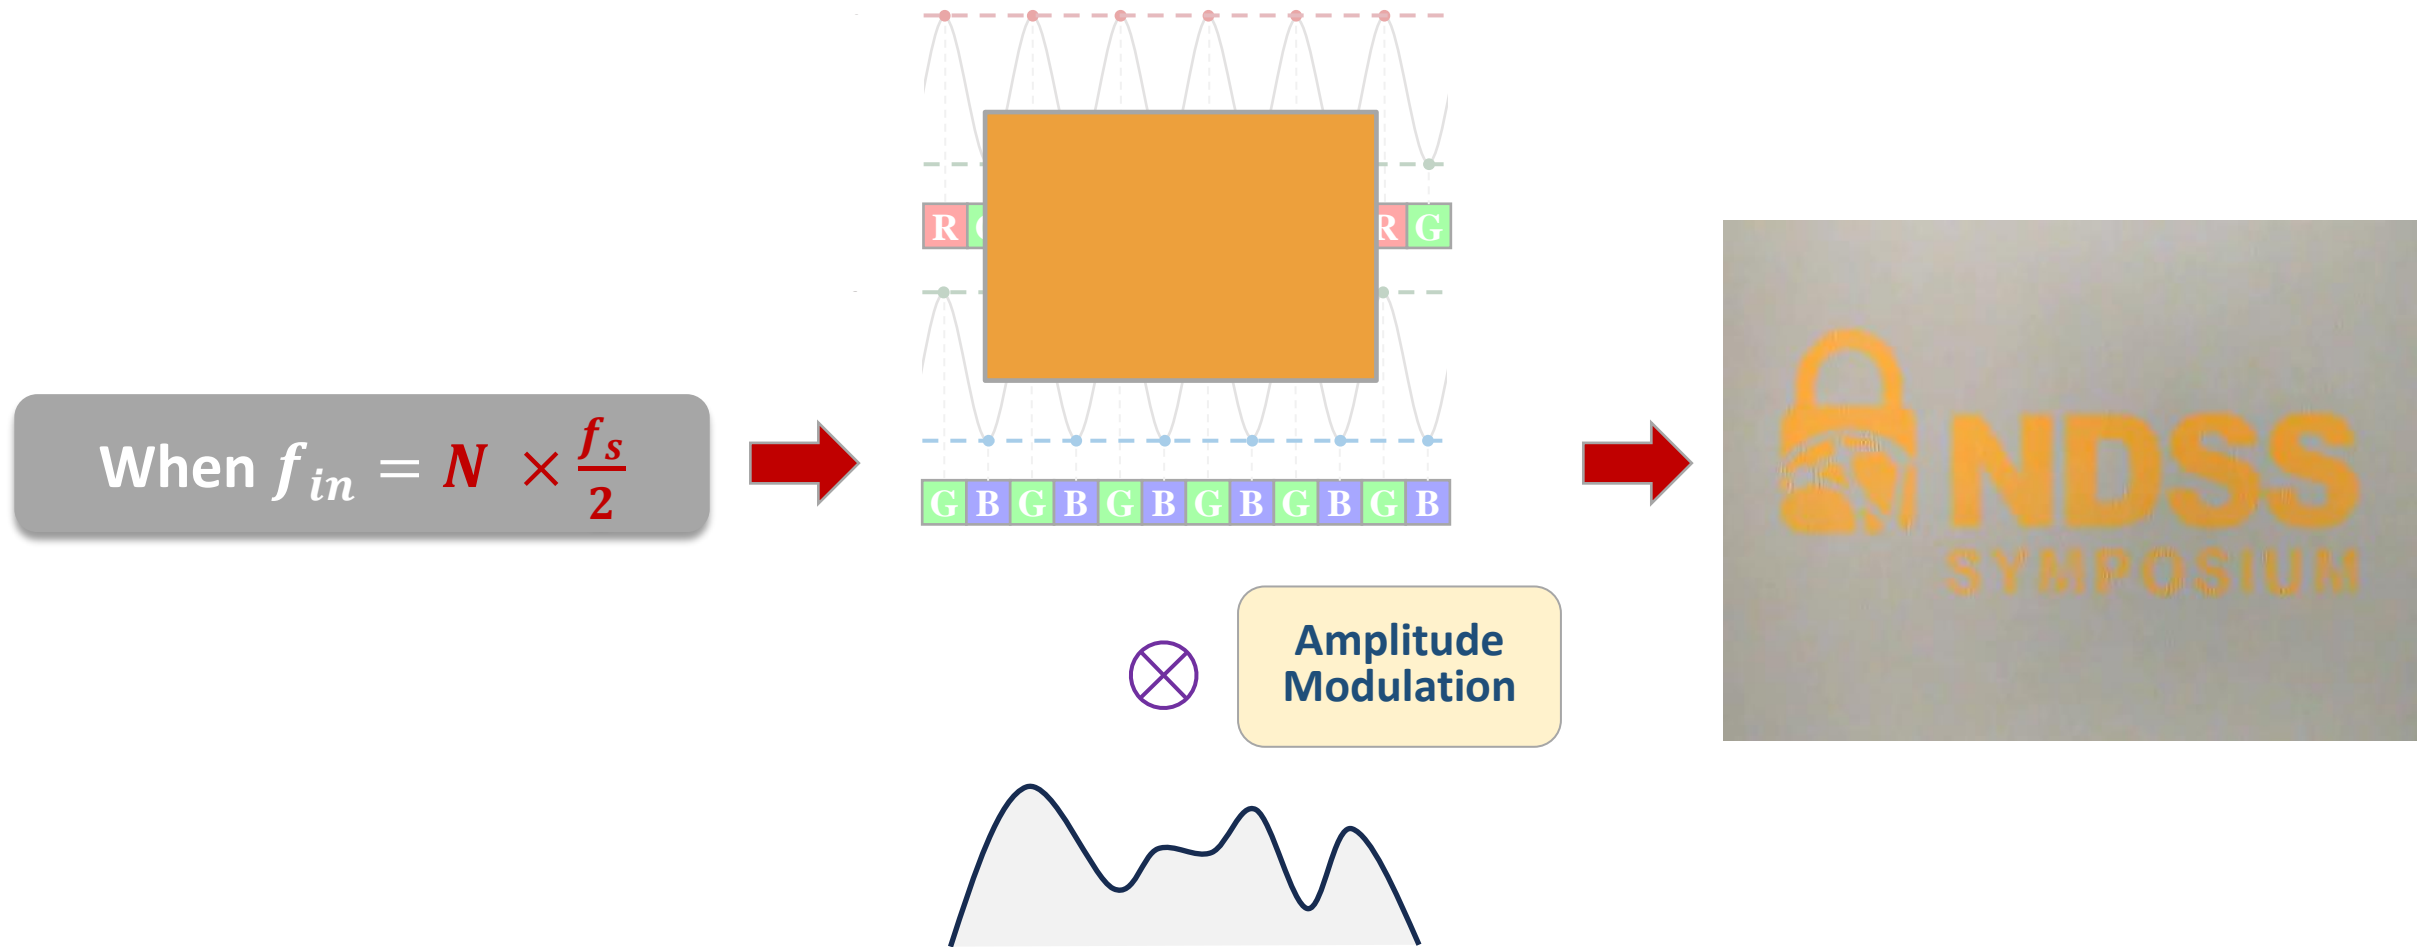 When f_in = N × f_s/2
R G R G
G B G B G B G B G B G B
Amplitude
Modulation
NDSS
SYMPOSIUM